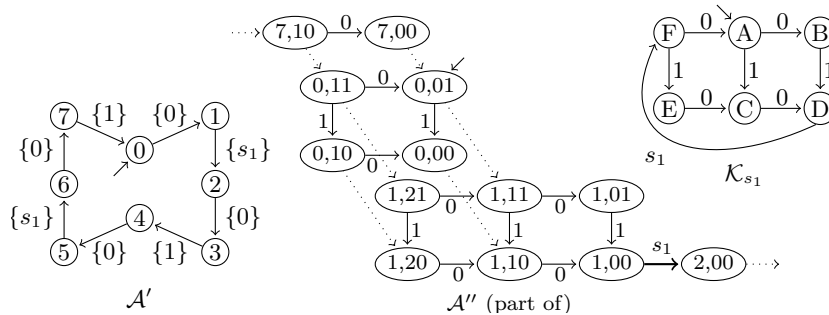 7,10 0 7,00
F 0 A 0 B
0,11 0 0,01
1 1 1
7 {1} {0} 1
0
1 1
E 0 C 0 D
{0} {s₁}
0,10 0 0,00
s₁ 𝒦s₁
6 2
1,21 0 1,11 0 1,01
{s₁} 4 {0}
1 1 1
5 {0} {1} 3
1,20 0 1,10 0 1,00 s₁ 2,00
𝒜′ 𝒜″ (part of)